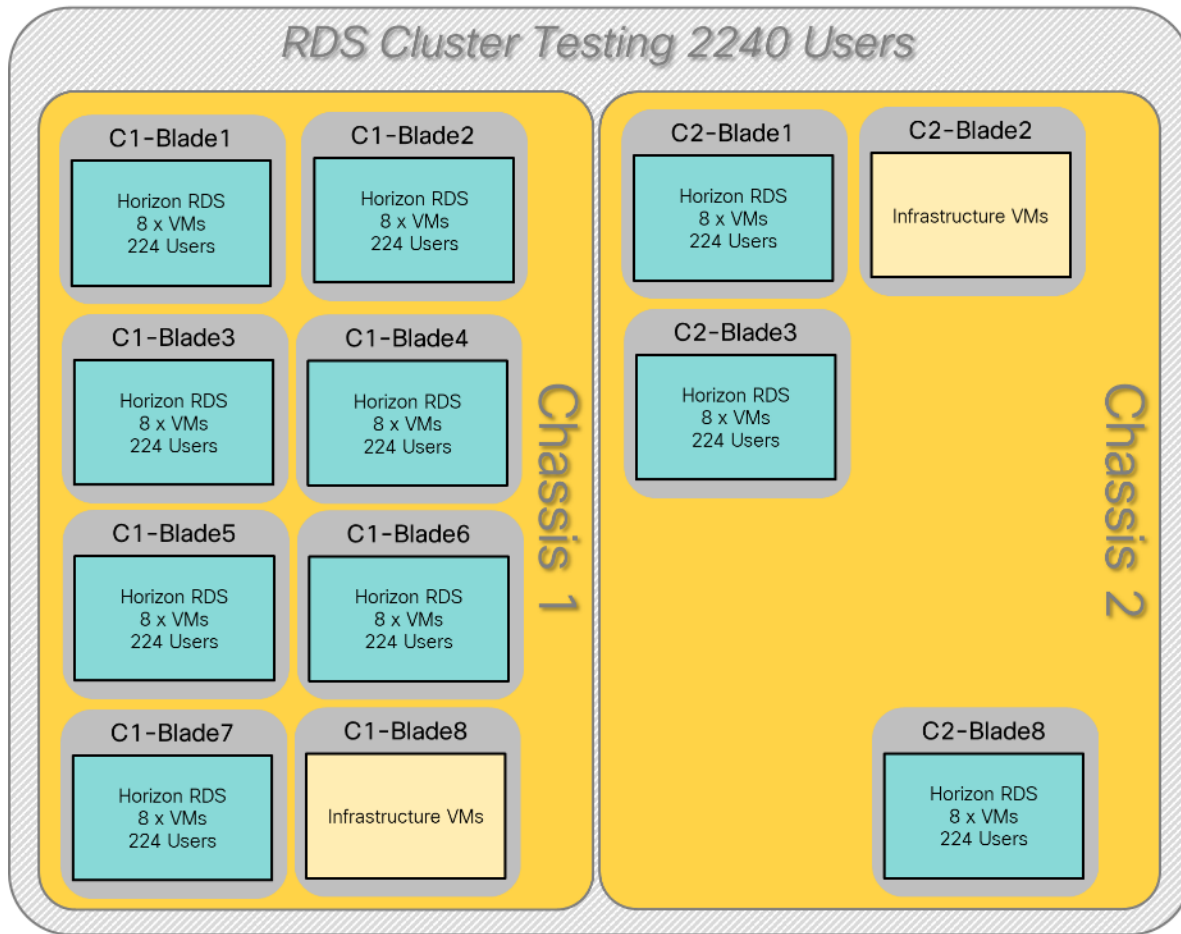 RDS Cluster Testing 2240 Users
C1-Blade1
Horizon RDS
8 x VMs
224 Users
C1-Blade2
Horizon RDS
8 x VMs
224 Users
C1-Blade3
Horizon RDS
8 x VMs
224 Users
C1-Blade4
Horizon RDS
8 x VMs
224 Users
C1-Blade5
Horizon RDS
8 x VMs
224 Users
C1-Blade6
Horizon RDS
8 x VMs
224 Users
C1-Blade7
Horizon RDS
8 x VMs
224 Users
C1-Blade8
Infrastructure VMs
Chassis 1
C2-Blade1
Horizon RDS
8 x VMs
224 Users
C2-Blade2
Infrastructure VMs
C2-Blade3
Horizon RDS
8 x VMs
224 Users
C2-Blade8
Horizon RDS
8 x VMs
224 Users
Chassis 2